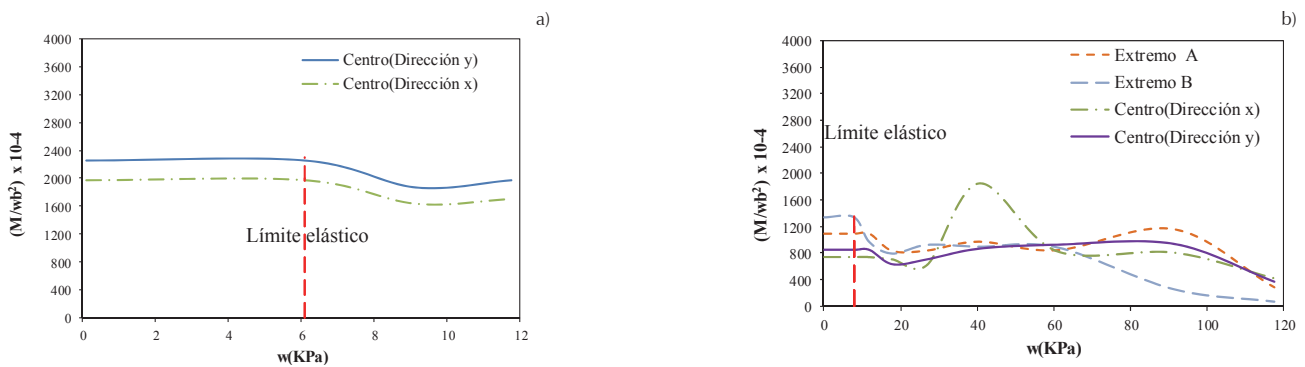 a)
4000
3600
3200
2800
2400
2000
1600
1200
800
400
0
(M/wb²) x 10-4
Centro(Dirección y)
Centro(Dirección x)
Límite elástico
0 2 4 6 8 10 12
w(KPa)
b)
4000
3600
3200
2800
2400
2000
1600
1200
800
400
0
(M/wb²) x 10-4
Extremo A
Extremo B
Centro(Dirección x)
Centro(Dirección y)
Límite elástico
0 20 40 60 80 100 120
w(KPa)